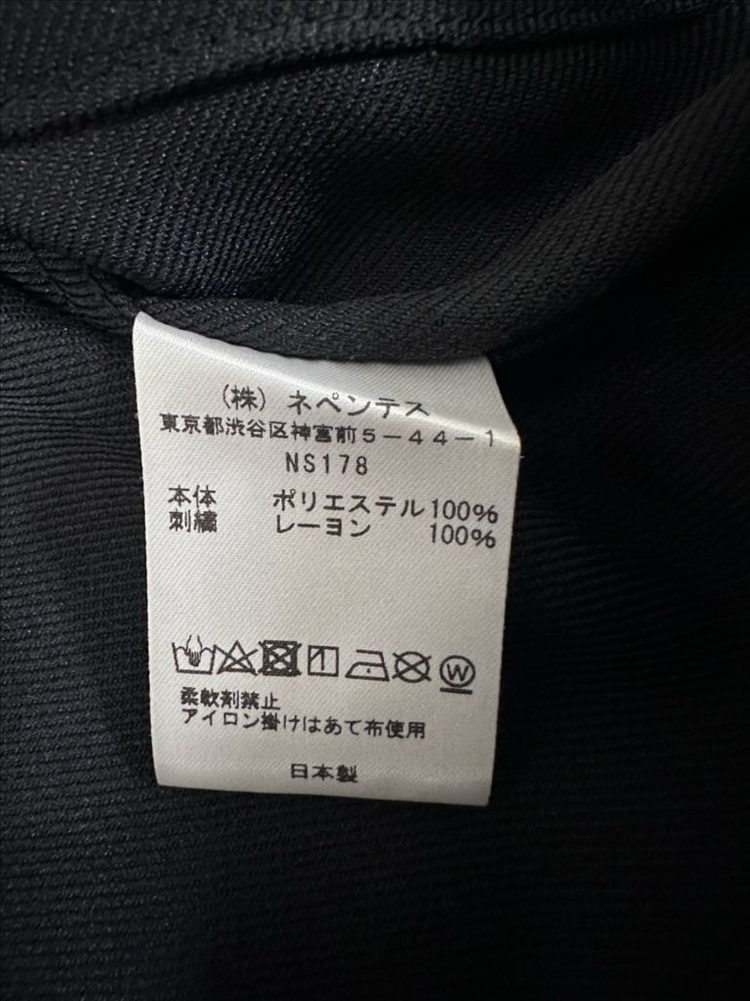 (株) ネペンテス
東京都渋谷区神宮前5-44-1
NS178
本体 ポリエステル100%
刺繍 レーヨン 100%
W
柔軟剤禁止
アイロン掛けはあて布使用
日本製